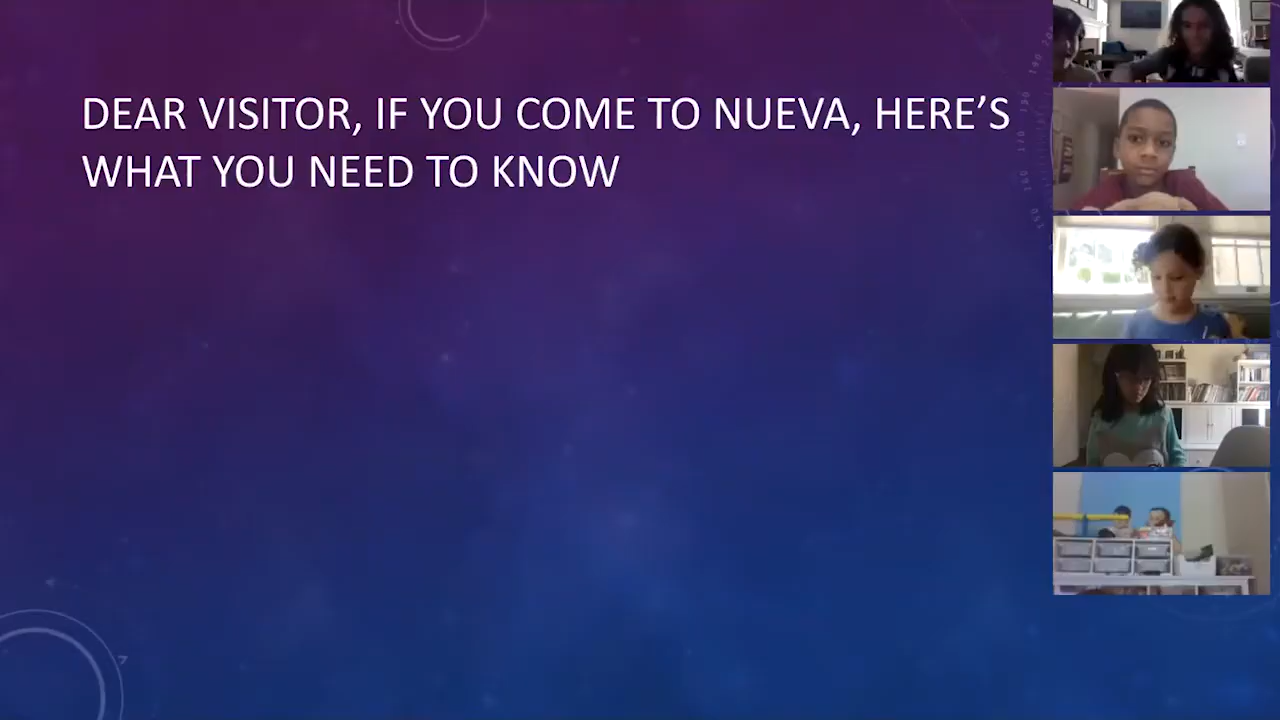 DEAR VISITOR, IF YOU COME TO NUEVA, HERE’S
WHAT YOU NEED TO KNOW